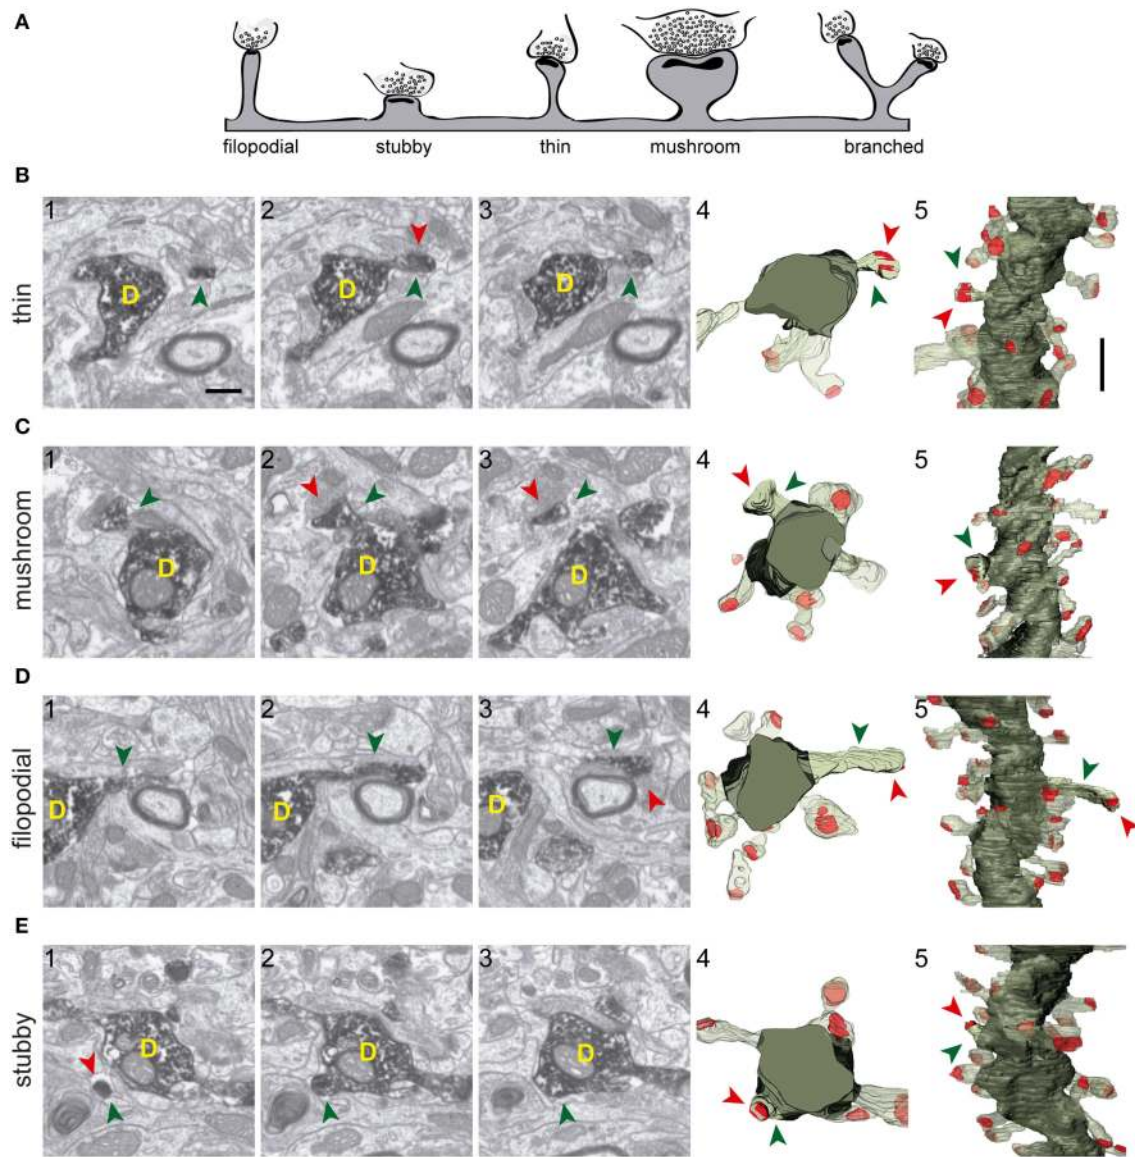 A
filopodial stubby thin mushroom branched
B
thin
1 2 3 4 5
D D D
C
mushroom
1 2 3 4 5
D D D
D
filopodial
1 2 3 4 5
D D D
E
stubby
1 2 3 4 5
D D D